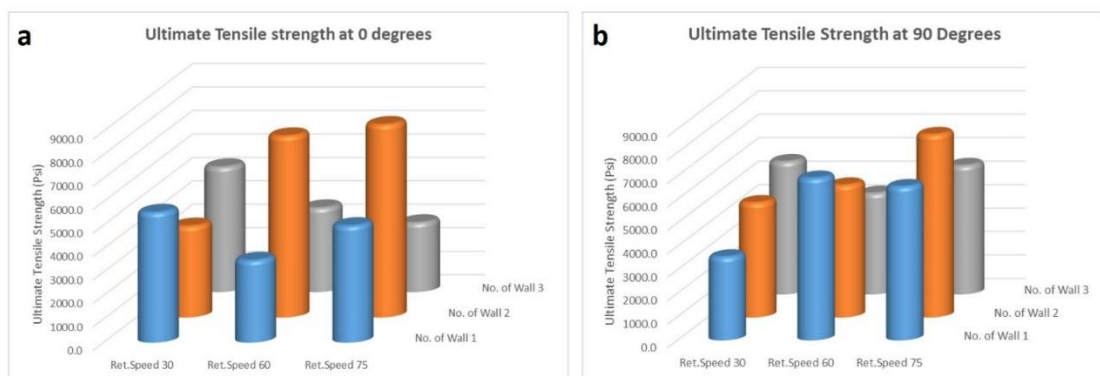 a
Ultimate Tensile strength at 0 degrees
Ultimate Tensile Strength (Psi)
9000.0
8000.0
7000.0
6000.0
5000.0
4000.0
3000.0
2000.0
1000.0
0.0
No. of Wall 3
No. of Wall 2
No. of Wall 1
Ret.Speed 30 Ret.Speed 60 Ret.Speed 75
b
Ultimate Tensile Strength at 90 Degrees
Ultimate Tensile Strength (Psi)
9000.0
8000.0
7000.0
6000.0
5000.0
4000.0
3000.0
2000.0
1000.0
0.0
No. of Wall 3
No. of Wall 2
No. of Wall 1
Ret.Speed 30 Ret.Speed 60 Ret.Speed 75